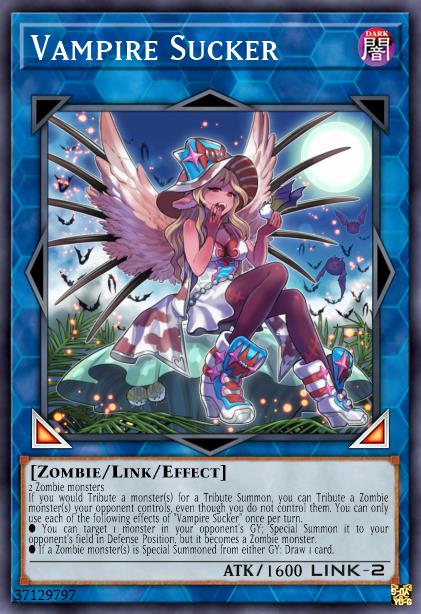 Vampire Sucker
DARK
闇
[Zombie/Link/Effect]
2 Zombie monsters
If you would Tribute a monster(s) for a Tribute Summon, you can Tribute a Zombie
monster(s) your opponent controls, even though you do not control them. You can only
use each of the following effects of "Vampire Sucker" once per turn.
● You can target 1 monster in your opponent's GY; Special Summon it to your
opponent's field in Defense Position, but it becomes a Zombie monster.
● If a Zombie monster(s) is Special Summoned from either GY: Draw 1 card.
ATK/1600 LINK-2
37129797